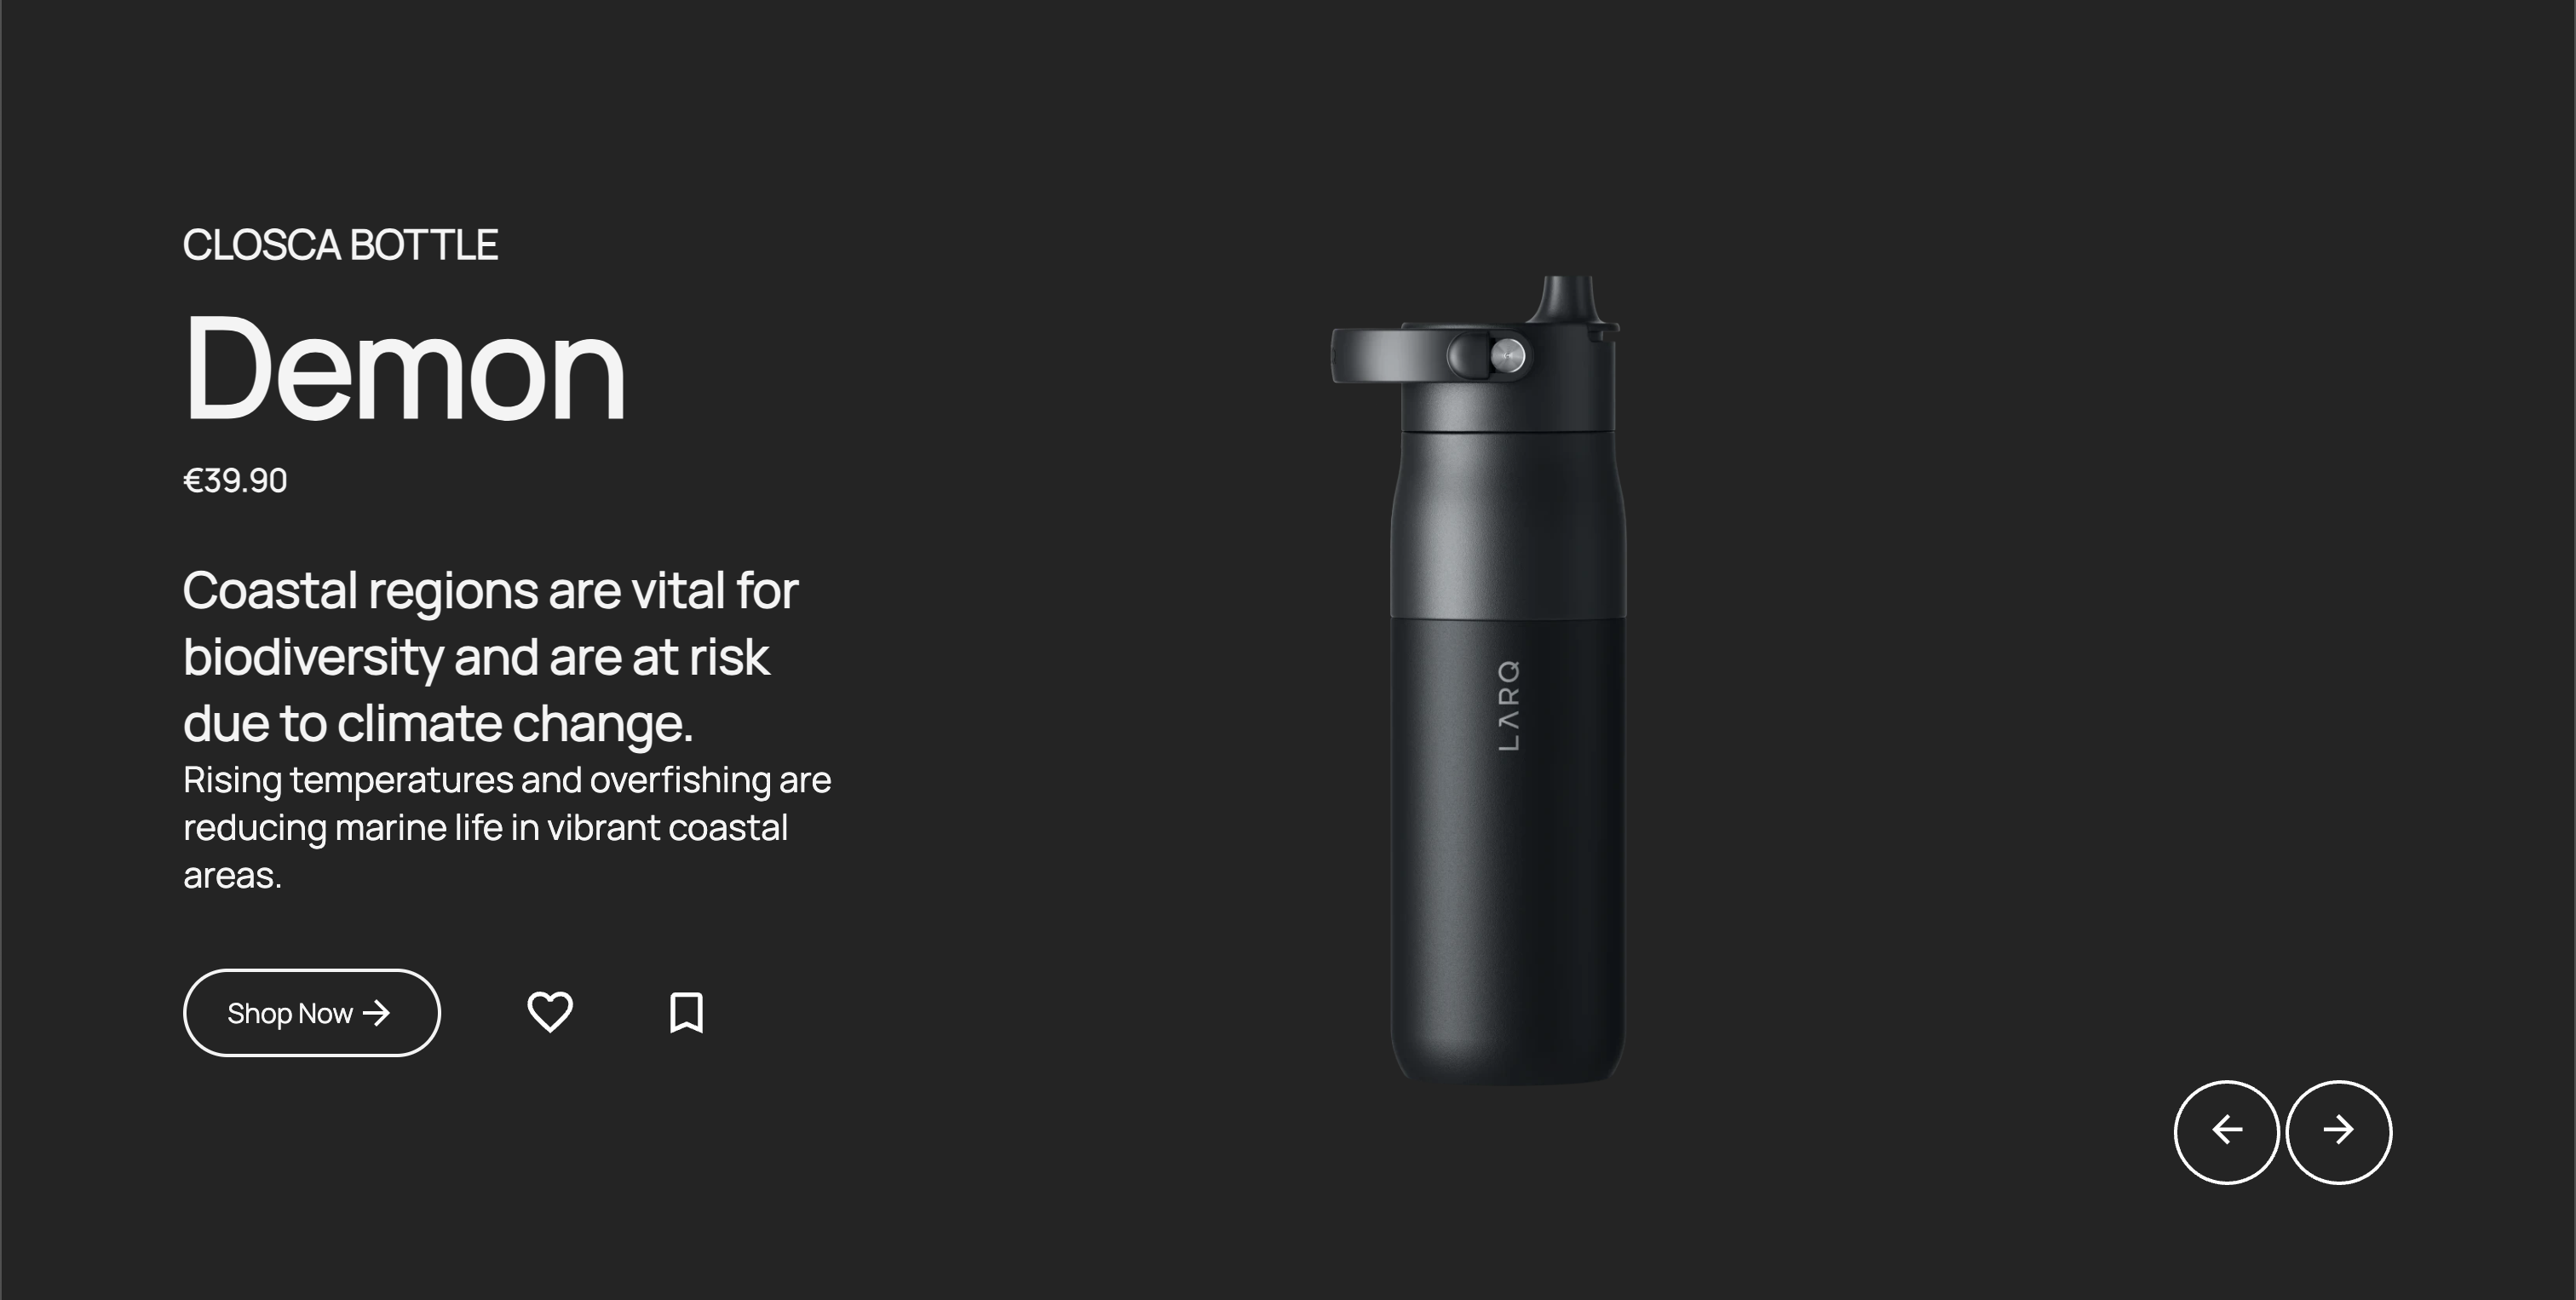 CLOSCA BOTTLE
Demon
€39.90
Coastal regions are vital for
biodiversity and are at risk
due to climate change.
Rising temperatures and overfishing are
reducing marine life in vibrant coastal
areas.
Shop Now
LARQ